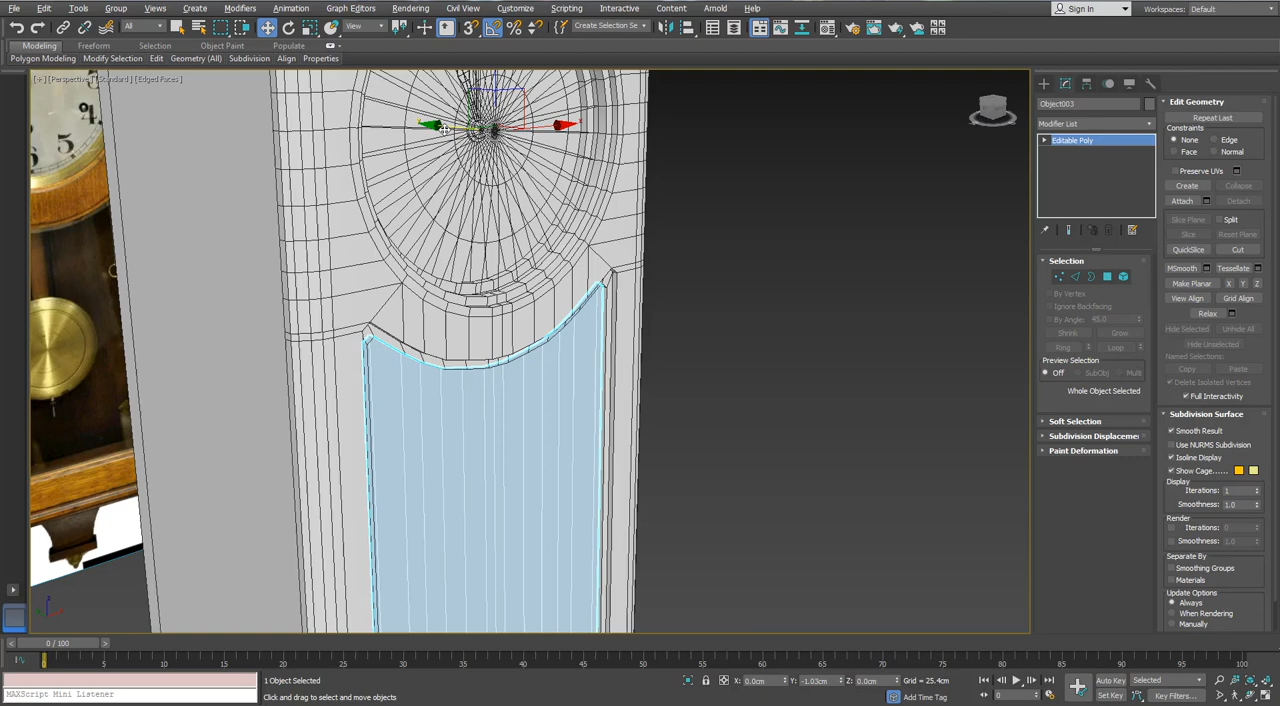 File Edit Tools Group Views Create Modifiers Animation Graph Editors Rendering Civil View Customize Scripting Interactive Content Arnold Help Sign In Workspaces: Default
All View Create Selection Se
Modeling Freeform Selection Object Paint Populate
Polygon Modeling Modify Selection Edit Geometry (All) Subdivision Align Properties
[+] [Perspective] [Standard] [Edged Faces]
Object003
Modifier List
Editable Poly
Selection
By Vertex
Ignore Backfacing
By Angle: 45.0
Shrink Grow
Ring Loop
Preview Selection
Off SubObj Multi
Whole Object Selected
Soft Selection
Subdivision Displaceme
Paint Deformation
Edit Geometry
Repeat Last
Constraints
None Edge
Face Normal
Preserve UVs
Create Collapse
Attach Detach
Slice Plane Split
Slice Reset Plane
QuickSlice Cut
MSmooth Tessellate
Make Planar X Y Z
View Align Grid Align
Relax
Hide Selected Unhide All
Hide Unselected
Named Selections:
Copy Paste
Delete Isolated Vertices
Full Interactivity
Subdivision Surface
Smooth Result
Use NURMS Subdivision
Isoline Display
Show Cage......
Display
Iterations: 1
Smoothness: 1.0
Render
Iterations: 0
Smoothness: 1.0
Separate By
Smoothing Groups
Materials
Update Options
Always
When Rendering
Manually
< 0 / 100 >
0 5 10 15 20 25 30 35 40 45 50 55 60 65 70 75 80 85 90 95 100
MAXScript Mini Listener
1 Object Selected
Click and drag to select and move objects
X: 0.0cm Y: -1.03cm Z: 0.0cm Grid = 25.4cm
Add Time Tag
Auto Key Selected
0 Set Key Key Filters...